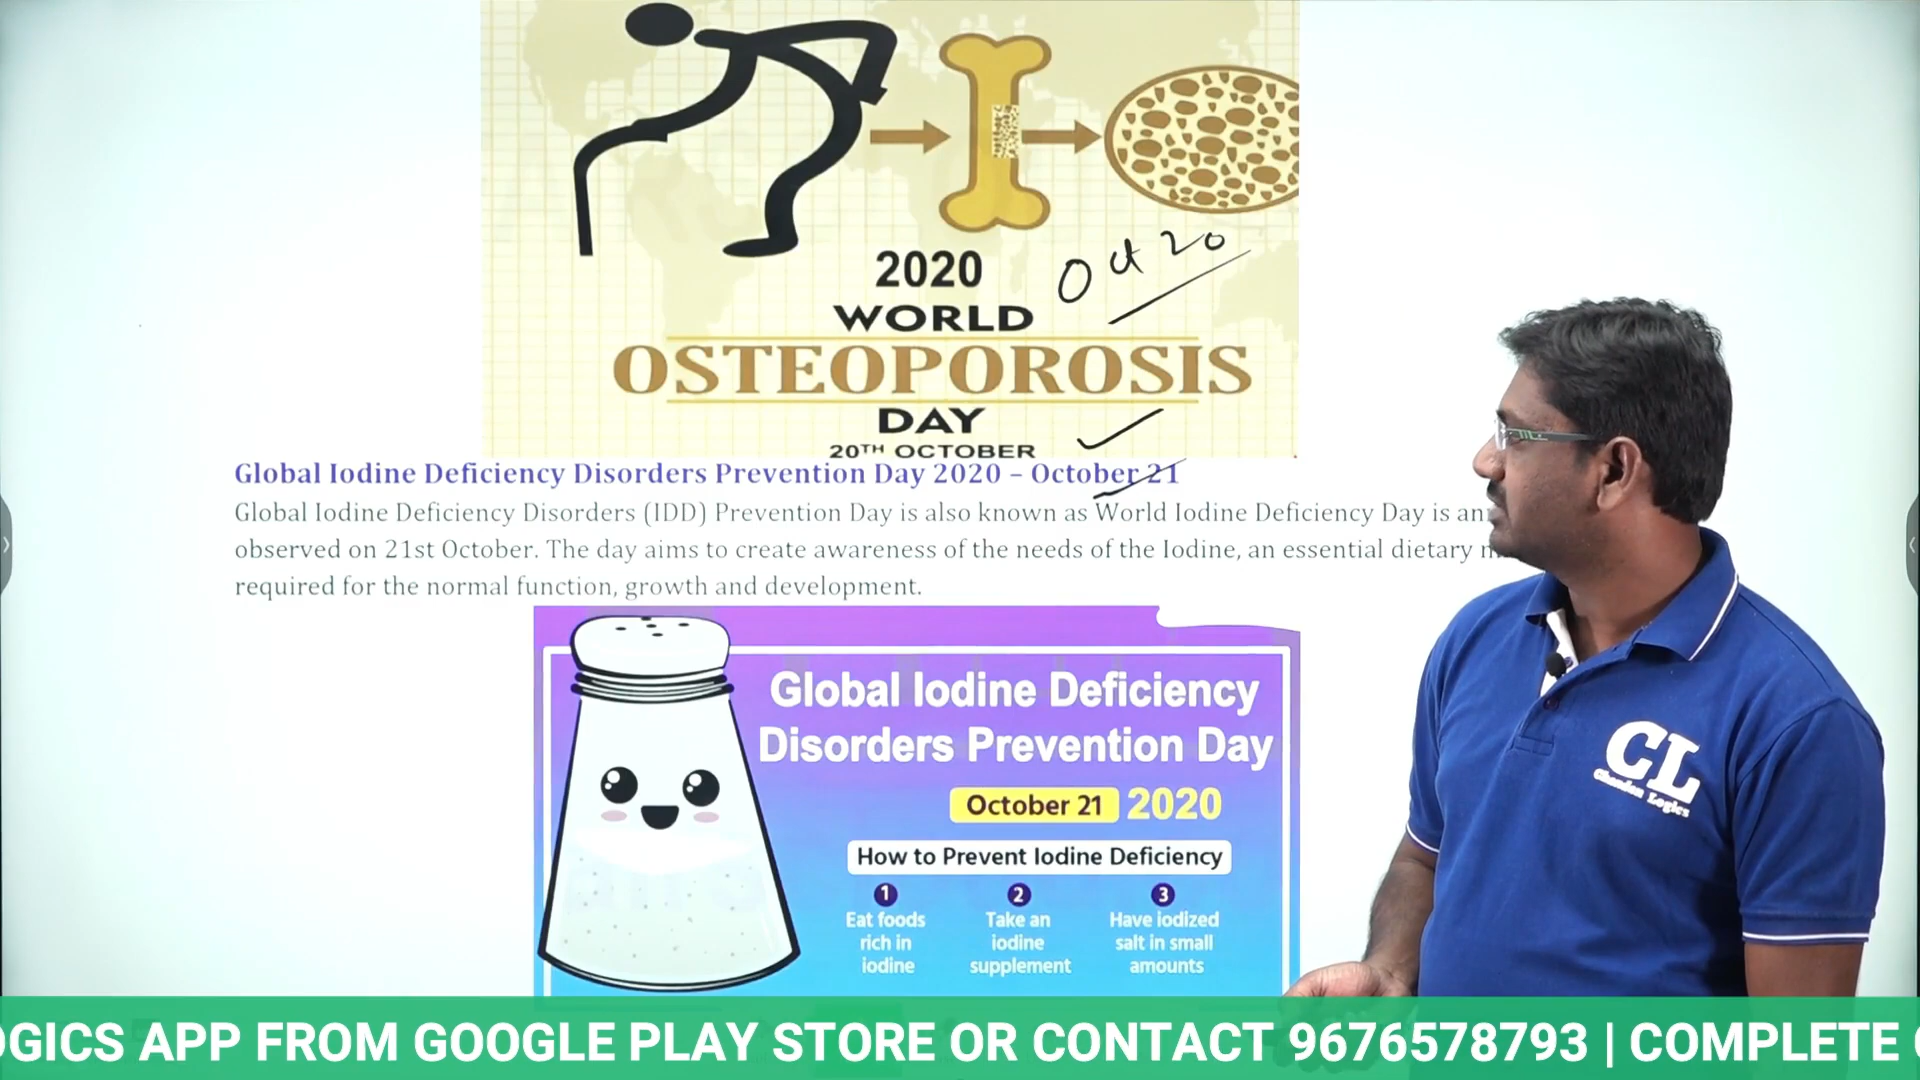 2020
Oct 20
WORLD
OSTEOPOROSIS
DAY
20TH OCTOBER
Global Iodine Deficiency Disorders Prevention Day 2020 – October 21
Global Iodine Deficiency Disorders (IDD) Prevention Day is also known as World Iodine Deficiency Day is
observed on 21st October. The day aims to create awareness of the needs of the Iodine, an essential dietary
required for the normal function, growth and development.
Global Iodine Deficiency
Disorders Prevention Day
October 21 2020
How to Prevent Iodine Deficiency
1 2 3
Eat foods rich in iodine
Take an iodine supplement
Have iodized salt in small amounts
CL
Chandan Logics
OGICS APP FROM GOOGLE PLAY STORE OR CONTACT 9676578793 | COMPLETE